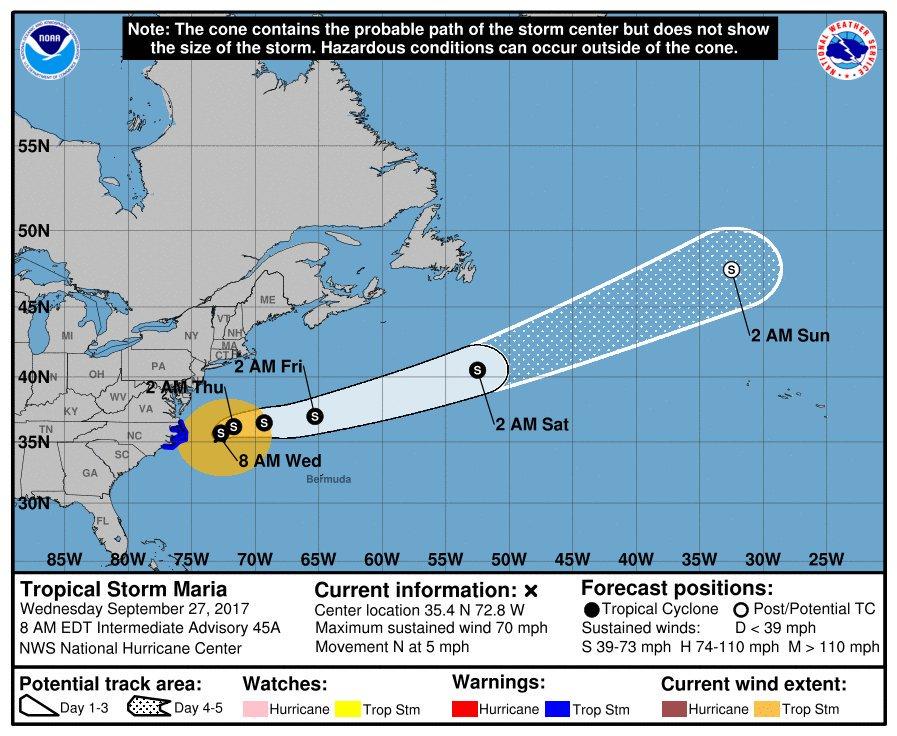 Note: The cone contains the probable path of the storm center but does not show
the size of the storm. Hazardous conditions can occur outside of the cone.
NOAA
NATIONAL WEATHER SERVICE
55N
50N
45N
40N
35N
30N
ME
VT
NH
MA
CT
NY
MI
PA
OH
WV
VA
KY
TN
NC
SC
GA
FL
2 AM Sun
2 AM Fri
2 AM Thu
2 AM Sat
8 AM Wed
Bermuda
85W 80W 75W 70W 65W 60W 55W 50W 45W 40W 35W 30W 25W
S S S S S S
Tropical Storm Maria
Wednesday September 27, 2017
8 AM EDT Intermediate Advisory 45A
NWS National Hurricane Center
Current information: x
Center location 35.4 N 72.8 W
Maximum sustained wind 70 mph
Movement N at 5 mph
Forecast positions:
Tropical Cyclone Post/Potential TC
Sustained winds: D < 39 mph
S 39-73 mph H 74-110 mph M > 110 mph
Potential track area:
Day 1-3 Day 4-5
Watches:
Hurricane Trop Stm
Warnings:
Hurricane Trop Stm
Current wind extent:
Hurricane Trop Stm